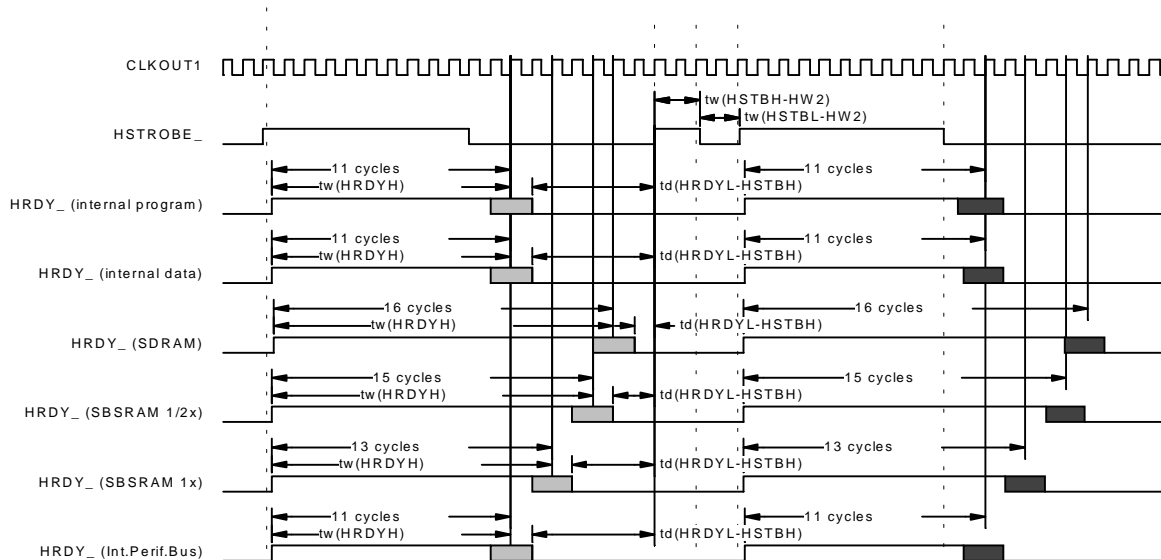 CLKOUT1
tw(HSTBH-HW2)
tw(HSTBL-HW2)
HSTROBE_
11 cycles 11 cycles
tw(HRDYH) td(HRDYL-HSTBH)
HRDY_ (internal program)
11 cycles 11 cycles
tw(HRDYH) td(HRDYL-HSTBH)
HRDY_ (internal data)
16 cycles 16 cycles
tw(HRDYH) td(HRDYL-HSTBH)
HRDY_ (SDRAM)
15 cycles 15 cycles
tw(HRDYH) td(HRDYL-HSTBH)
HRDY_ (SBSRAM 1/2x)
13 cycles 13 cycles
tw(HRDYH) td(HRDYL-HSTBH)
HRDY_ (SBSRAM 1x)
11 cycles 11 cycles
tw(HRDYH) td(HRDYL-HSTBH)
HRDY_ (Int.Perif.Bus)